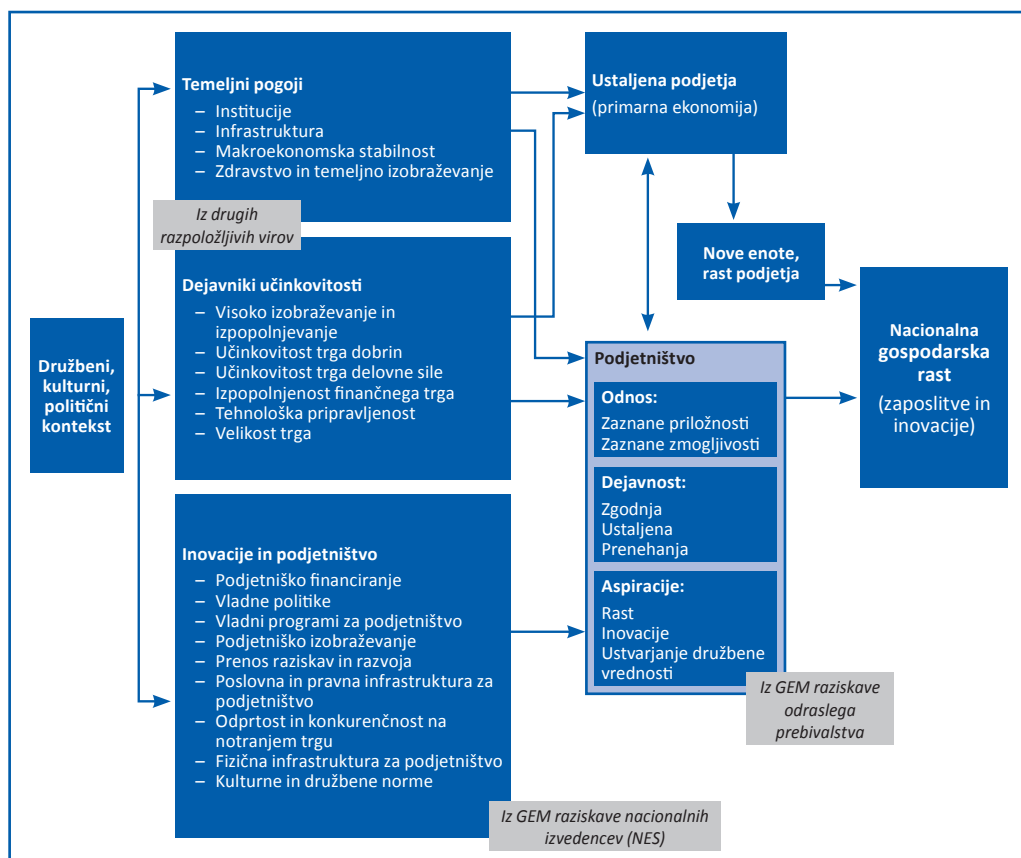 Družbeni,
kulturni,
politični
kontekst
Temeljni pogoji
– Institucije
– Infrastruktura
– Makroekonomska stabilnost
– Zdravstvo in temeljno izobraževanje
Iz drugih
razpoložljivih virov
Dejavniki učinkovitosti
– Visoko izobraževanje in
izpopolnjevanje
– Učinkovitost trga dobrin
– Učinkovitost trga delovne sile
– Izpopolnjenost finančnega trga
– Tehnološka pripravljenost
– Velikost trga
Inovacije in podjetništvo
– Podjetniško financiranje
– Vladne politike
– Vladni programi za podjetništvo
– Podjetniško izobraževanje
– Prenos raziskav in razvoja
– Poslovna in pravna infrastruktura za
podjetništvo
– Odprtost in konkurenčnost na
notranjem trgu
– Fizična infrastruktura za podjetništvo
– Kulturne in družbene norme
Iz GEM raziskave nacionalnih
izvedencev (NES)
Ustaljena podjetja
(primarna ekonomija)
Nove enote,
rast podjetja
Podjetništvo
Odnos:
Zaznane priložnosti
Zaznane zmogljivosti
Dejavnost:
Zgodnja
Ustaljena
Prenehanja
Aspiracije:
Rast
Inovacije
Ustvarjanje družbene
vrednosti
Iz GEM raziskave
odraslega
prebivalstva
Nacionalna
gospodarska
rast
(zaposlitve in
inovacije)